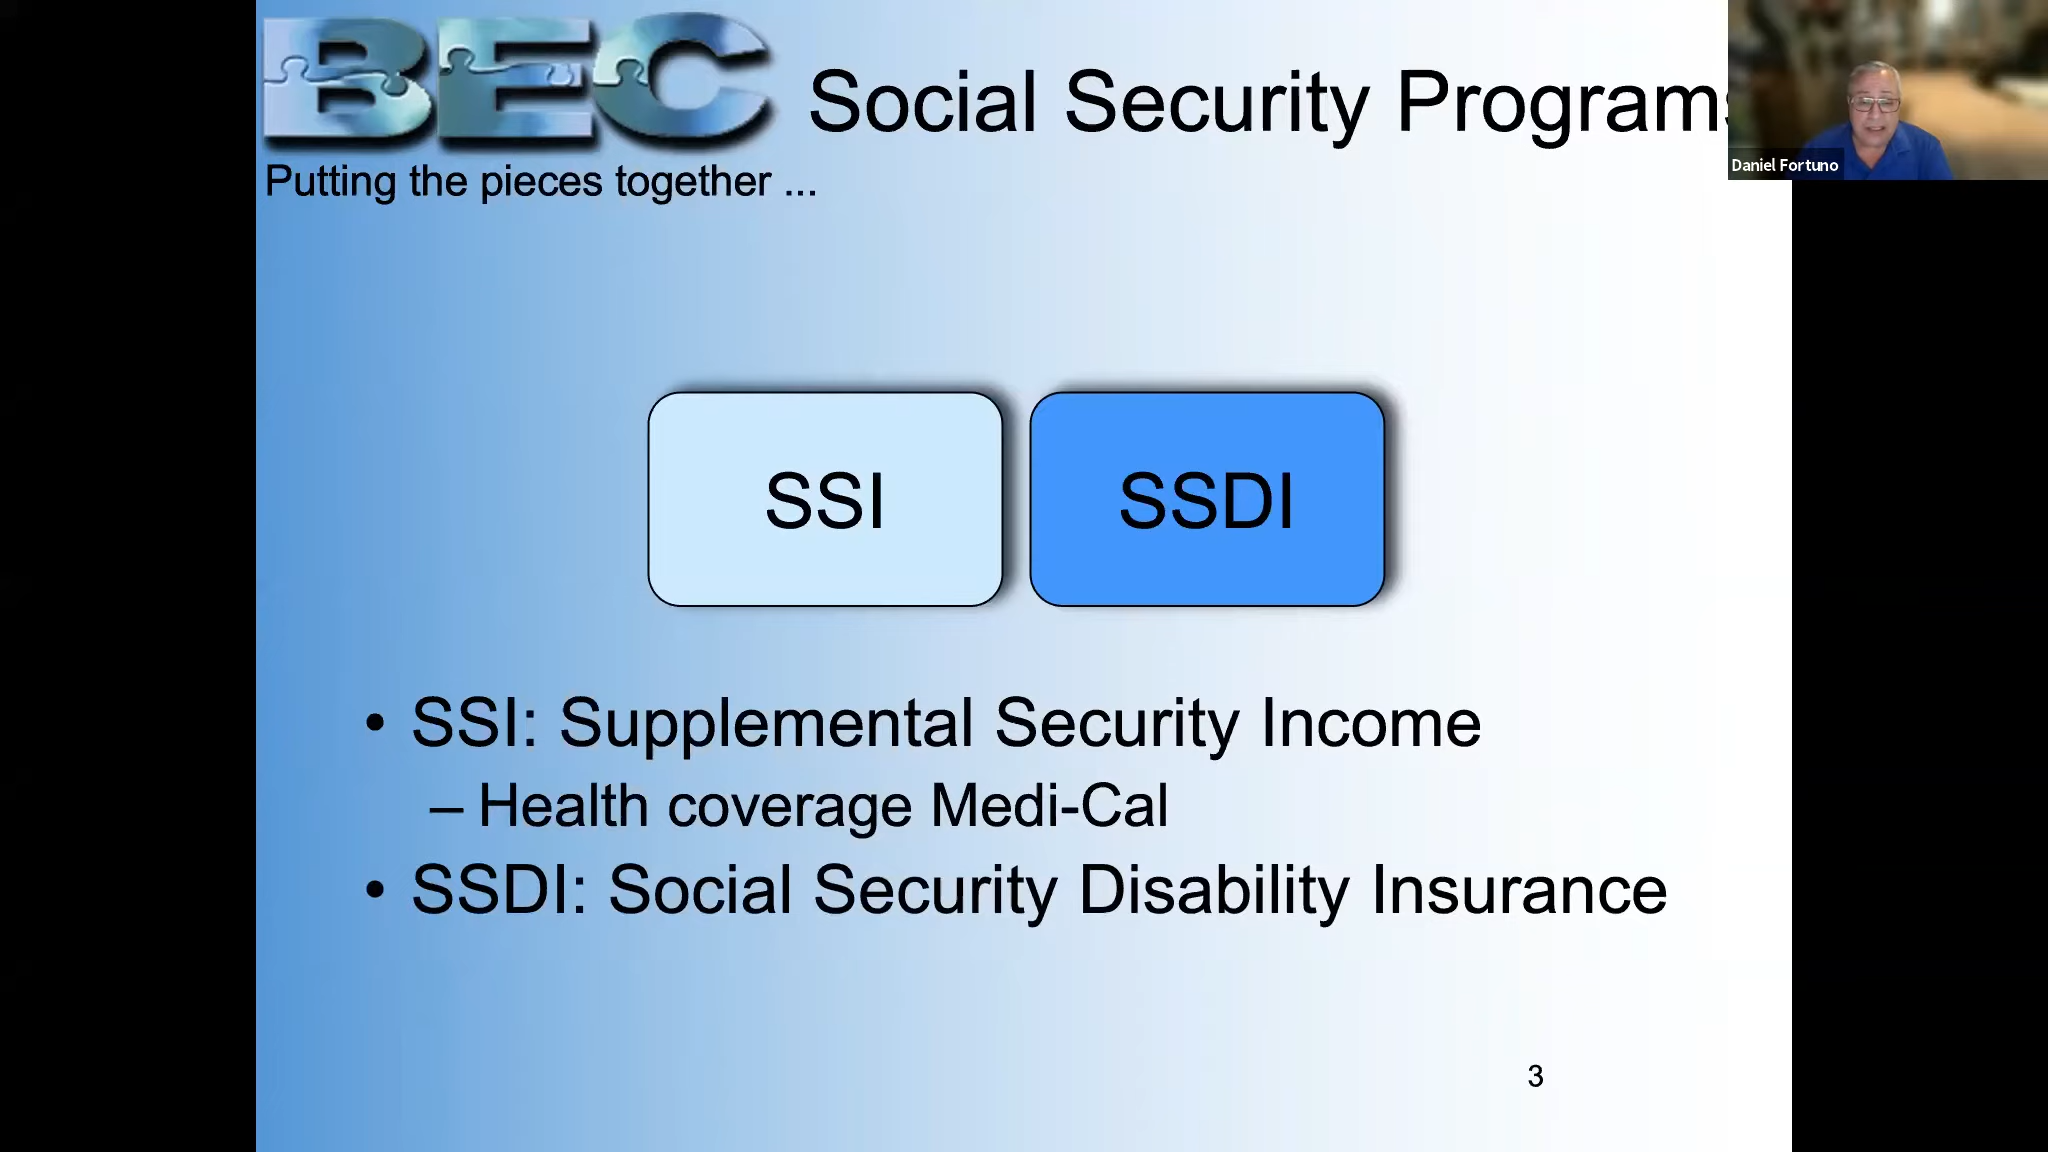 BEC
Social Security Programs
Daniel Fortuno
Putting the pieces together ...
SSI
SSDI
• SSI: Supplemental Security Income
– Health coverage Medi-Cal
• SSDI: Social Security Disability Insurance
3